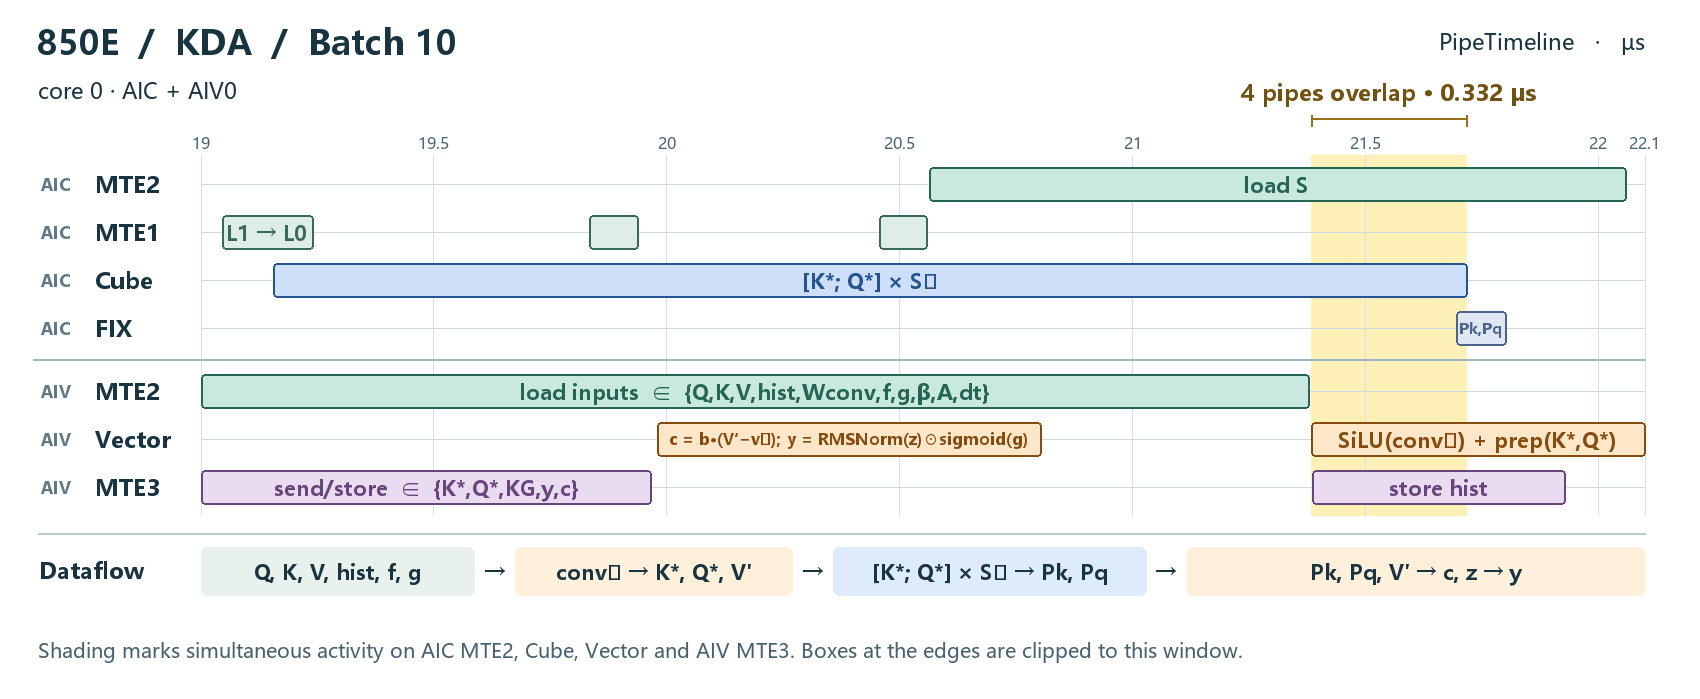 850E / KDA / Batch 10
PipeTimeline · µs
core 0 · AIC + AIV0
4 pipes overlap • 0.332 µs
19 19.5 20 20.5 21 21.5 22 22.1
AIC MTE2 load S
AIC MTE1 L1 → L0
AIC Cube [K*; Q*] × S▯
AIC FIX Pk,Pq
AIV MTE2 load inputs ∈ {Q,K,V,hist,Wconv,f,g,β,A,dt}
AIV Vector c = b•(V′−v▯); y = RMSNorm(z)⊙sigmoid(g) SiLU(conv▯) + prep(K*,Q*)
AIV MTE3 send/store ∈ {K*,Q*,KG,y,c} store hist
Dataflow Q, K, V, hist, f, g → conv▯ → K*, Q*, V′ → [K*; Q*] × S▯ → Pk, Pq → Pk, Pq, V′ → c, z → y
Shading marks simultaneous activity on AIC MTE2, Cube, Vector and AIV MTE3. Boxes at the edges are clipped to this window.